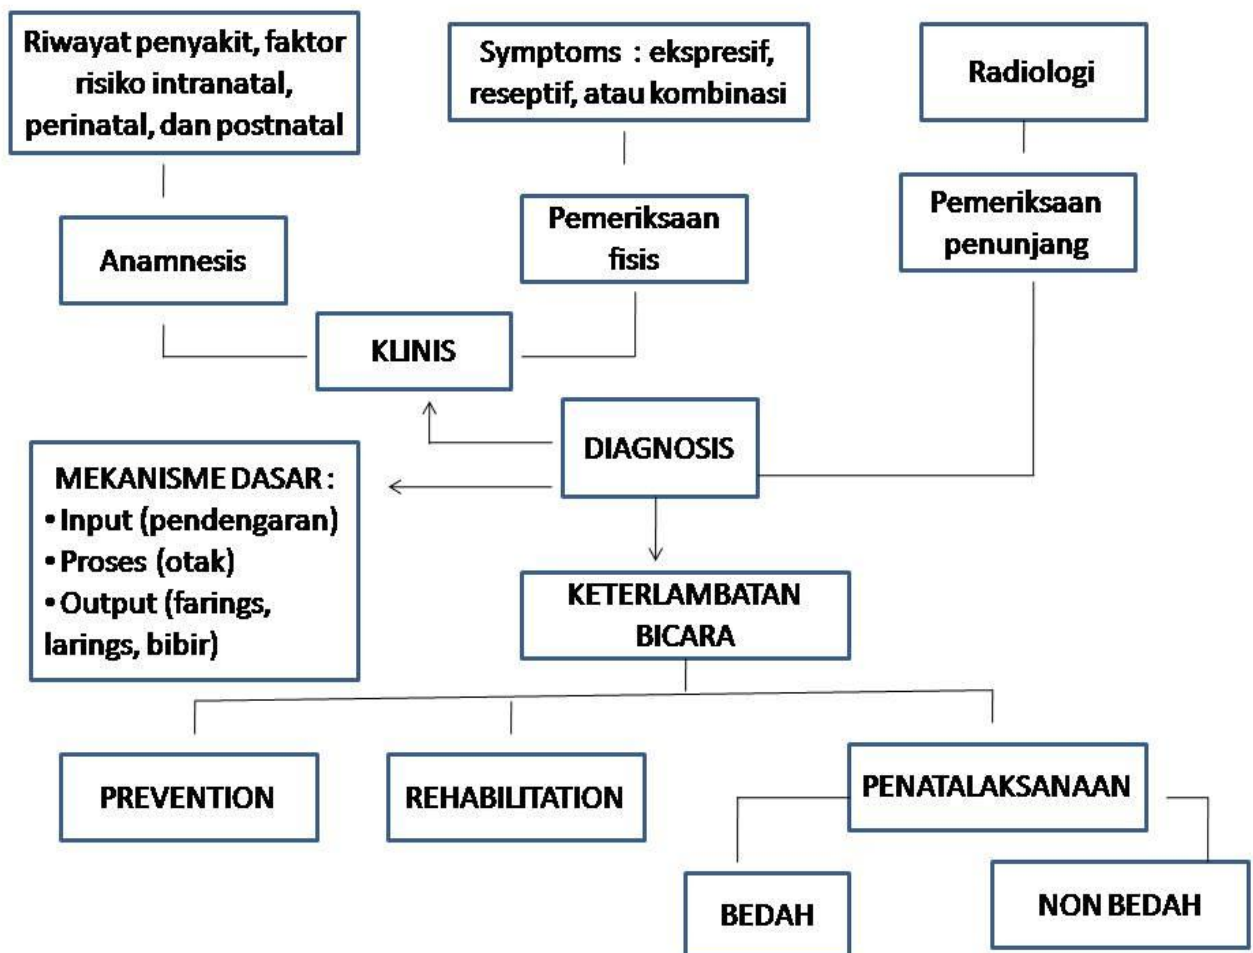 Riwayat penyakit, faktor
risiko intranatal,
perinatal, dan postnatal
Symptoms : ekspresif,
reseptif, atau kombinasi
Radiologi
Anamnesis
Pemeriksaan
fisis
Pemeriksaan
penunjang
KLINIS
DIAGNOSIS
MEKANISME DASAR :
• Input (pendengaran)
• Proses (otak)
• Output (farings,
larings, bibir)
KETERLAMBATAN
BICARA
PREVENTION
REHABILITATION
PENATALAKSANAAN
BEDAH
NON BEDAH